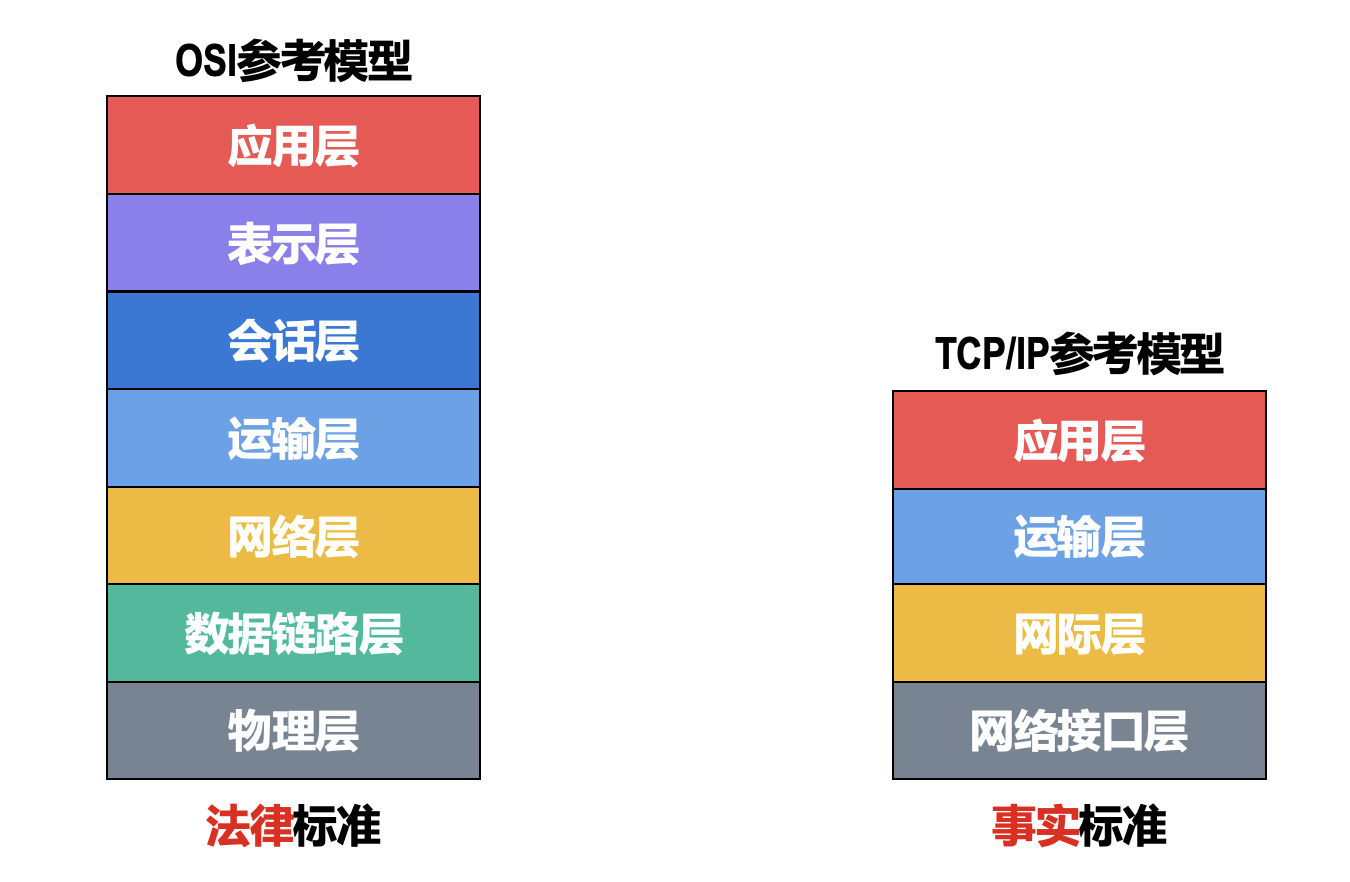 OSI参考模型
应用层
表示层
会话层
运输层
网络层
数据链路层
物理层
法律标准
TCP/IP参考模型
应用层
运输层
网际层
网络接口层
事实标准